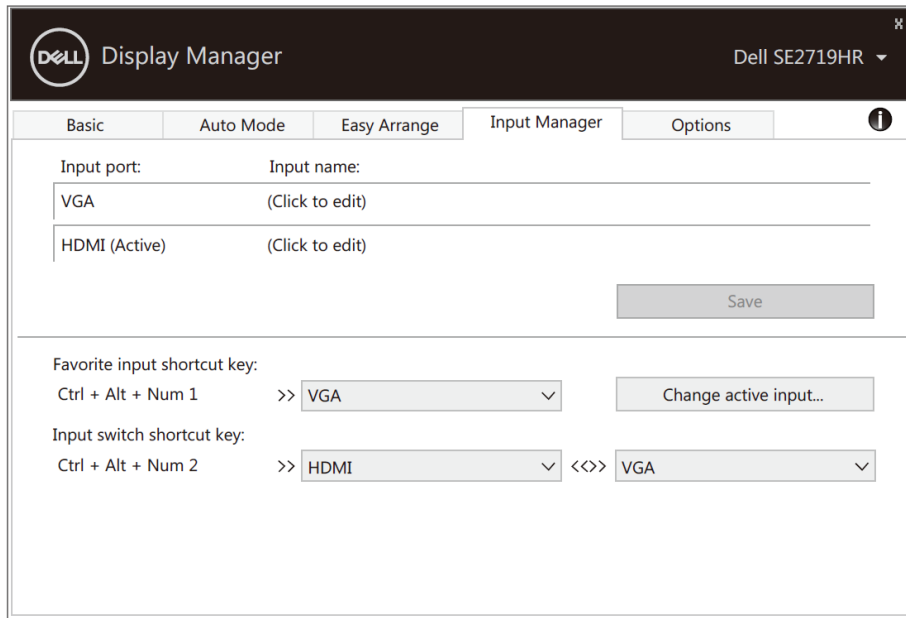 DELL Display Manager
Dell SE2719HR
Basic Auto Mode Easy Arrange Input Manager Options
Input port: Input name:
VGA (Click to edit)
HDMI (Active) (Click to edit)
Save
Favorite input shortcut key:
Ctrl + Alt + Num 1 >> VGA Change active input...
Input switch shortcut key:
Ctrl + Alt + Num 2 >> HDMI <<>> VGA